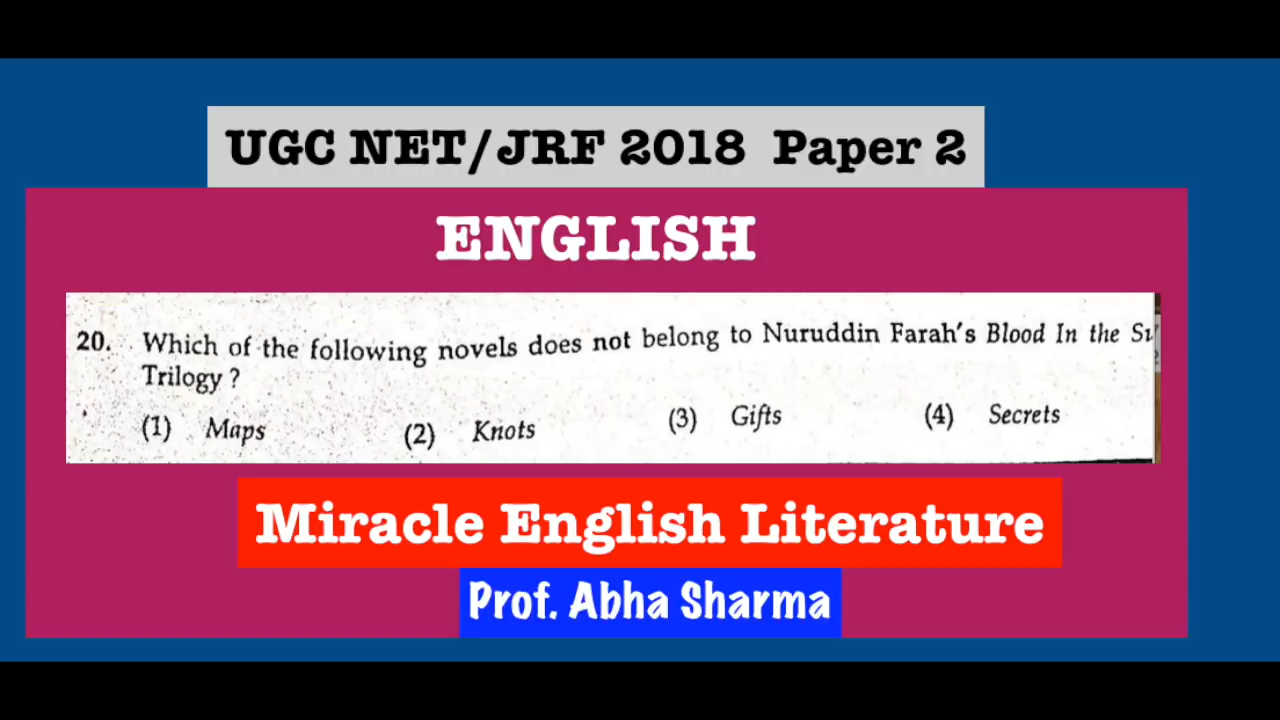 UGC NET/JRF 2018 Paper 2
ENGLISH
20. Which of the following novels does not belong to Nuruddin Farah's Blood In the
Trilogy ?
(1) Maps (2) Knots (3) Gifts (4) Secrets
Miracle English Literature
Prof. Abha Sharma